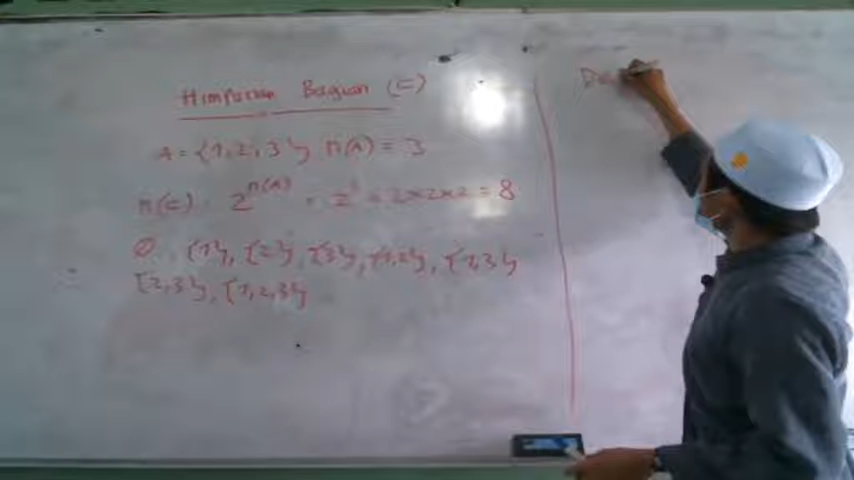 Himpunan Bagian (⊂)
A = {1, 2, 3} n(A) = 3
n(⊂) = 2^n(A) = 2^3 = 2×2×2 = 8
∅, {1}, {2}, {3}, {1,2}, {1,3}
{2,3}, {1,2,3}